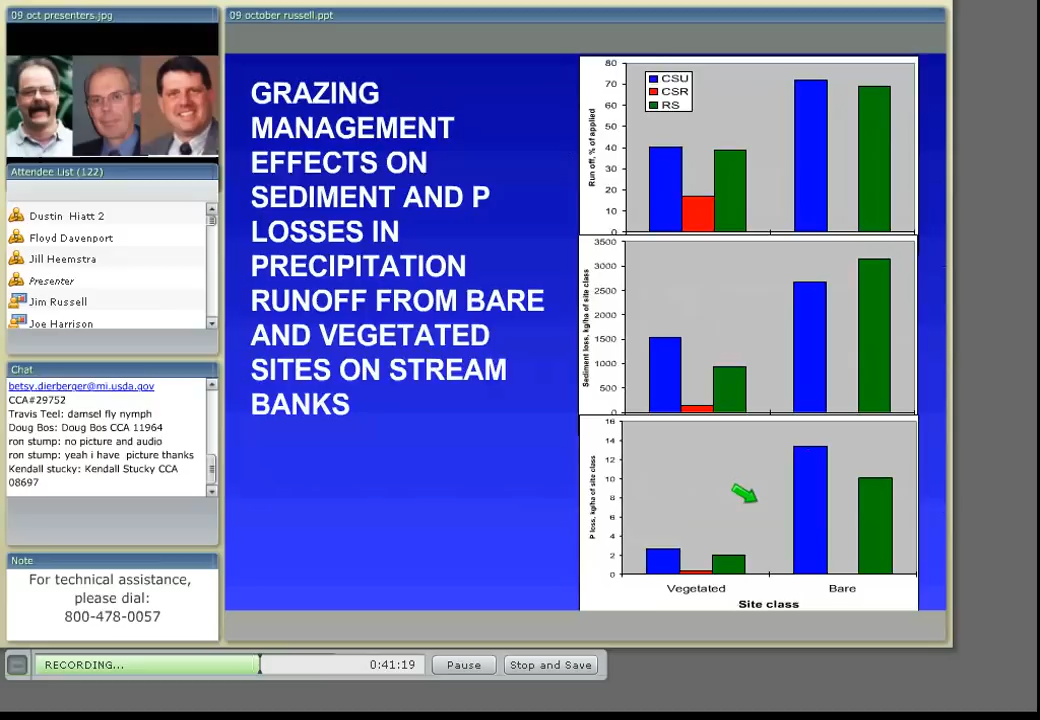 09 oct presenters.jpg
09 october russell.ppt
Attendee List (122)
Dustin Hiatt 2
Floyd Davenport
Jill Heemstra
Presenter
Jim Russell
Joe Harrison
Chat
betsy.dierberger@mi.usda.gov
CCA#29752
Travis Teel: damsel fly nymph
Doug Bos: Doug Bos CCA 11964
ron stump: no picture and audio
ron stump: yeah i have picture thanks
Kendall stucky: Kendall Stucky CCA
08697
Note
For technical assistance,
please dial:
800-478-0057
GRAZING
MANAGEMENT
EFFECTS ON
SEDIMENT AND P
LOSSES IN
PRECIPITATION
RUNOFF FROM BARE
AND VEGETATED
SITES ON STREAM
BANKS
Run off, % of applied
80
70
60
50
40
30
20
10
0
CSU
CSR
RS
Sediment loss, kg/ha of site class
3500
3000
2500
2000
1500
1000
500
0
P loss, kg/ha of site class
16
14
12
10
8
6
4
2
0
Vegetated
Bare
Site class
RECORDING...
0:41:19
Pause
Stop and Save